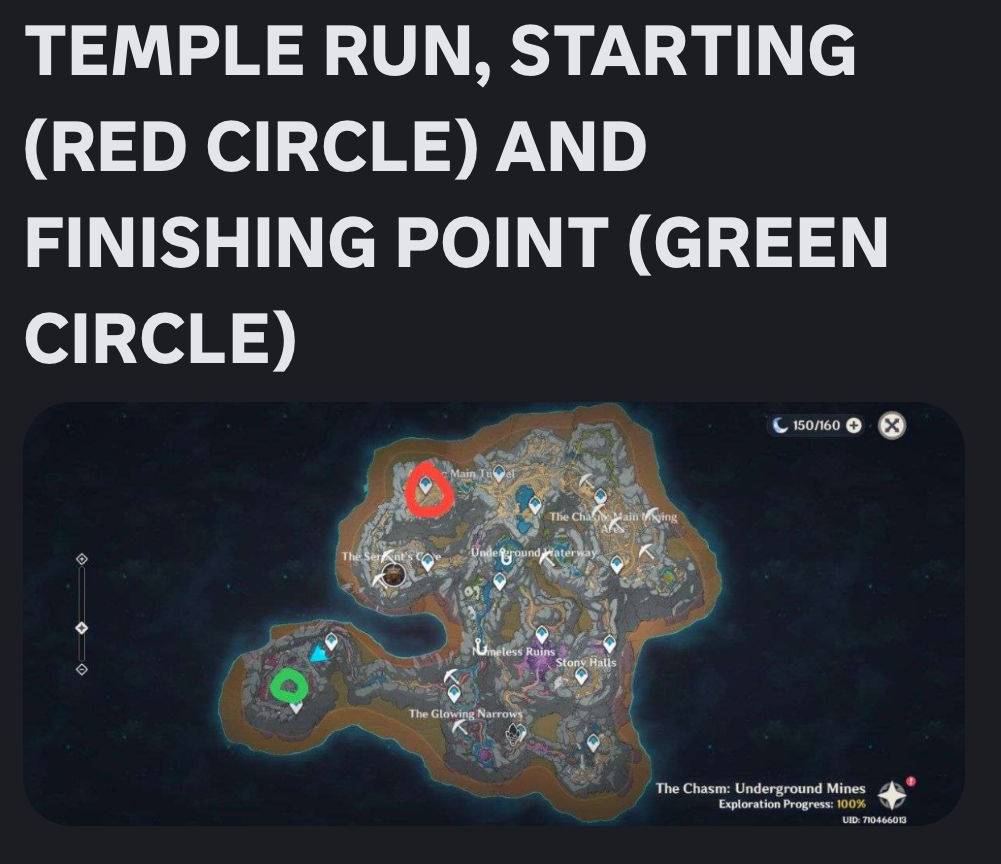 TEMPLE RUN, STARTING
(RED CIRCLE) AND
FINISHING POINT (GREEN
CIRCLE)
150/160
Main Tunnel
The Chasm: Main Mining
Area
The Serpent's Cave
Underground Waterway
Nameless Ruins
Stony Halls
The Glowing Narrows
The Chasm: Underground Mines
Exploration Progress: 100%
UID: 710466013